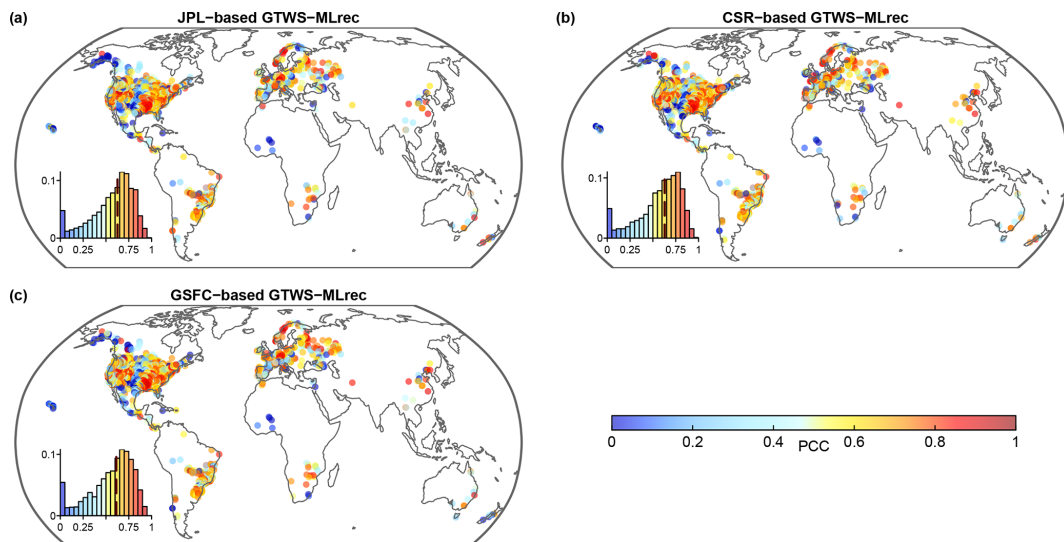 (a)
JPL−based GTWS−MLrec
0.1
0
0 0.25 0.75 1
(b)
CSR−based GTWS−MLrec
0.1
0
0 0.25 0.75 1
(c)
GSFC−based GTWS−MLrec
0.1
0
0 0.25 0.75 1
0 0.2 0.4 0.6 0.8 1
PCC